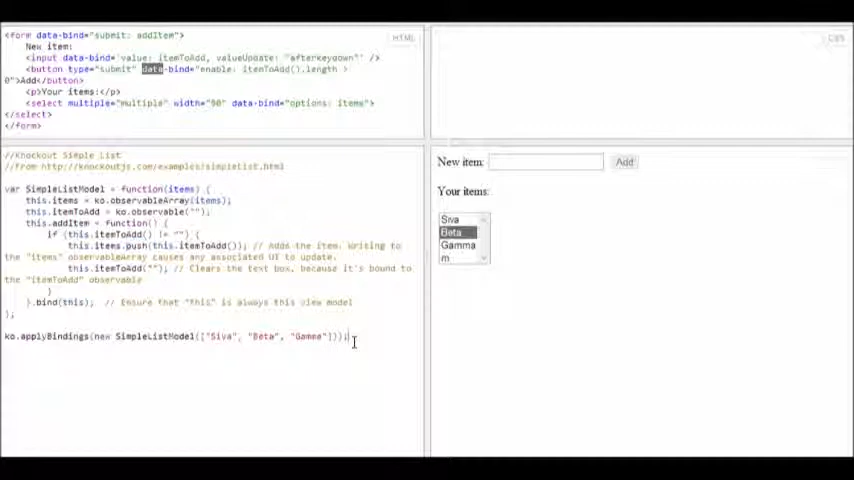 <form data-bind="submit: addItem">
New item:
<input data-bind='value: itemToAdd, valueUpdate: "afterkeydown"' />
<button type="submit" data-bind="enable: itemToAdd().length >
0">Add</button>
<p>Your items:</p>
<select multiple="multiple" width="50" data-bind="options: items">
</select>
</form>
HTML
CSS
//Knockout Simple List
//from http://knockoutjs.com/examples/simplelist.html
var SimpleListModel = function(items) {
this.items = ko.observableArray(items);
this.itemToAdd = ko.observable("");
this.addItem = function() {
if (this.itemToAdd() != "") {
this.items.push(this.itemToAdd()); // Adds the item. Writing to
the "items" observableArray causes any associated UI to update.
this.itemToAdd(""); // Clears the text box, because it's bound to
the "itemToAdd" observable
}
}.bind(this);  // Ensure that "this" is always this view model
};
ko.applyBindings(new SimpleListModel(["Siva", "Beta", "Gamma"]));
New item:
Add
Your items:
Siva
Beta
Gamma
m